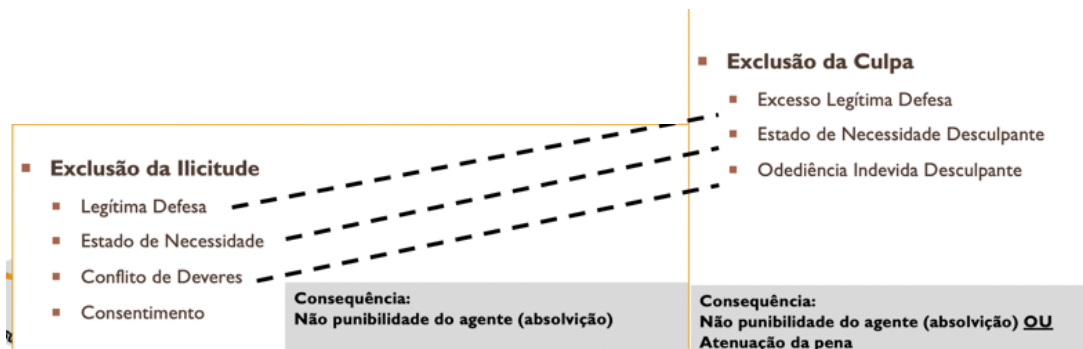 Exclusão da Ilicitude
Legítima Defesa
Estado de Necessidade
Conflito de Deveres
Consentimento
Consequência:
Não punibilidade do agente (absolvição)
Exclusão da Culpa
Excesso Legítima Defesa
Estado de Necessidade Desculpante
Odediência Indevida Desculpante
Consequência:
Não punibilidade do agente (absolvição) OU
Atenuação da pena